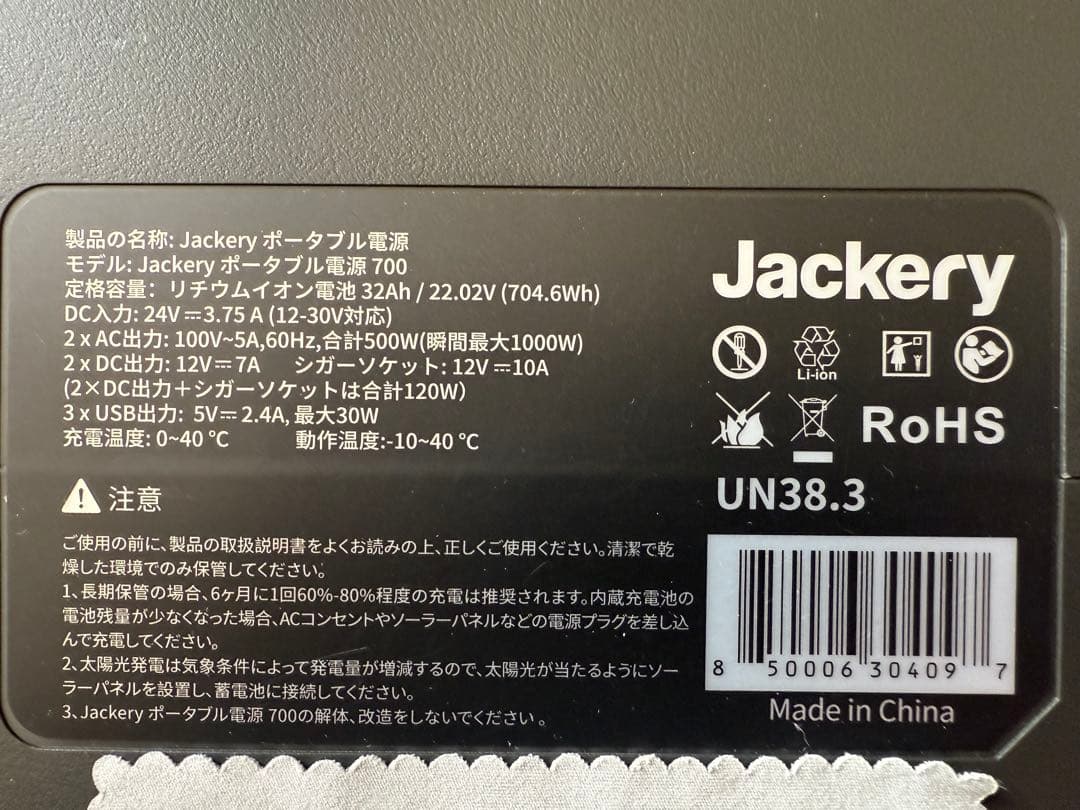 製品の名称: Jackery ポータブル電源
モデル: Jackery ポータブル電源 700
定格容量: リチウムイオン電池 32Ah / 22.02V (704.6Wh)
DC入力: 24V⎓3.75 A (12-30V対応)
2 x AC出力: 100V~5A,60Hz,合計500W(瞬間最大1000W)
2 x DC出力: 12V⎓7A シガーソケット: 12V⎓10A
(2×DC出力＋シガーソケットは合計120W)
3 x USB出力: 5V⎓2.4A, 最大30W
充電温度: 0~40 ℃ 動作温度:-10~40 ℃
注意
ご使用の前に、製品の取扱説明書をよくお読みの上、正しくご使用ください。清潔で乾
燥した環境でのみ保管してください。
1、長期保管の場合、6ヶ月に1回60%-80%程度の充電は推奨されます。内蔵充電池の
電池残量が少なくなった場合、ACコンセントやソーラーパネルなどの電源プラグを差し込
んで充電してください。
2、太陽光発電は気象条件によって発電量が増減するので、太陽光が当たるようにソー
ラーパネルを設置し、蓄電池に接続してください。
3、Jackery ポータブル電源 700の解体、改造をしないでください 。
Jackery
Li-ion
RoHS
UN38.3
8 50006 30409 7
Made in China